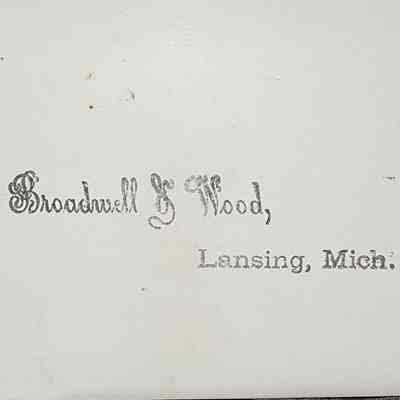 Broadwell & Wood,
Lansing, Mich.